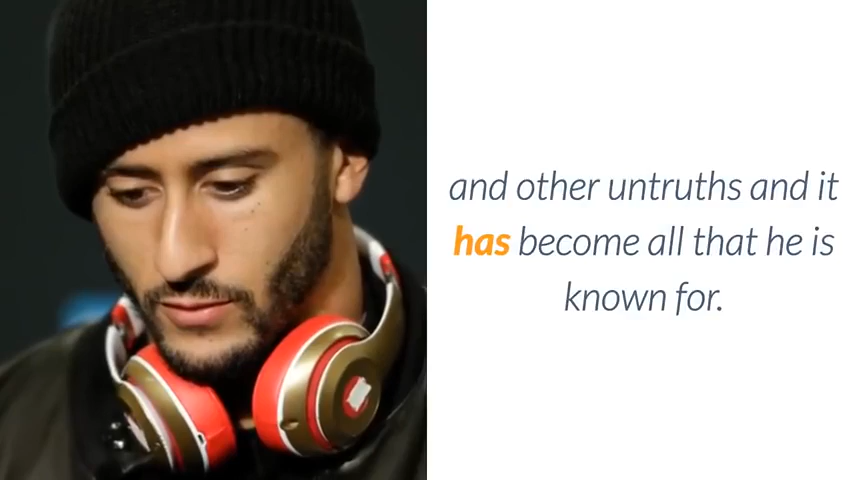 and other untruths and it
has become all that he is
known for.